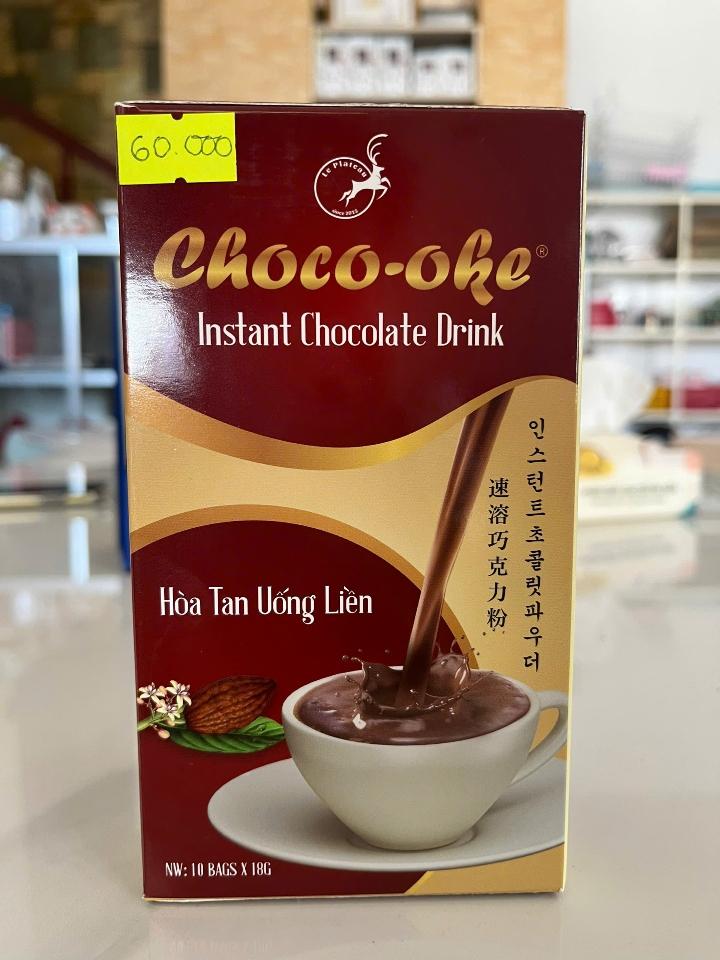 60.000
Le Plateau
since 2013
Choco-oke®
Instant Chocolate Drink
인스턴트초콜릿파우더
速溶巧克力粉
Hòa Tan Uống Liền
NW: 10 BAGS X 18G